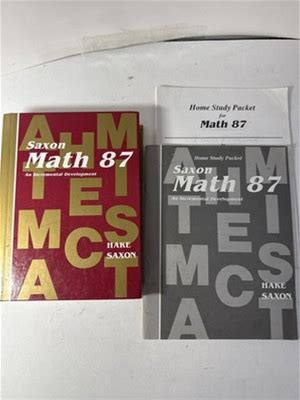 Saxon
Math 87
An Incremental Development
A H M
T E I
M C S
A T
HAKE
SAXON
Home Study Packet
for
Math 87
Home Study Packet
Saxon
Math 87
An Incremental Development
A H M
T E I
M C S
A T
HAKE
SAXON